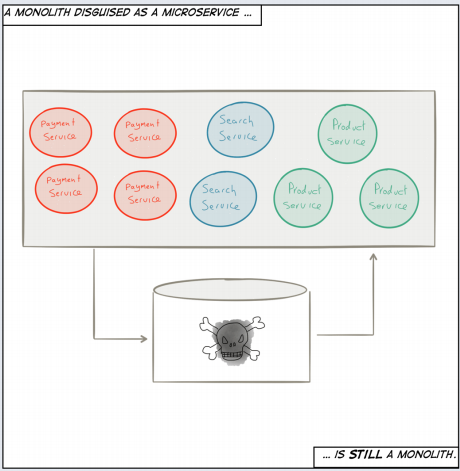 A MONOLITH DISGUISED AS A MICROSERVICE ...
Payment
Service
Payment
Service
Search
Service
Product
Service
Payment
Service
Payment
Service
Search
Service
Product
Service
Product
Service
... IS STILL A MONOLITH.